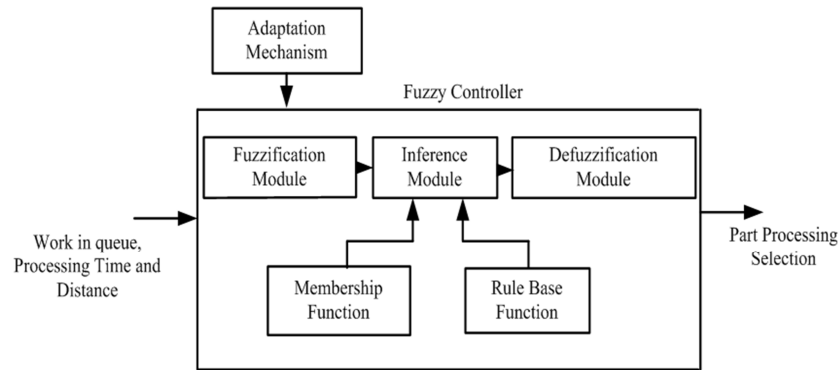 Adaptation
Mechanism
Fuzzy Controller
Fuzzification
Module
Inference
Module
Defuzzification
Module
Work in queue,
Processing Time and
Distance
Part Processing
Selection
Membership
Function
Rule Base
Function